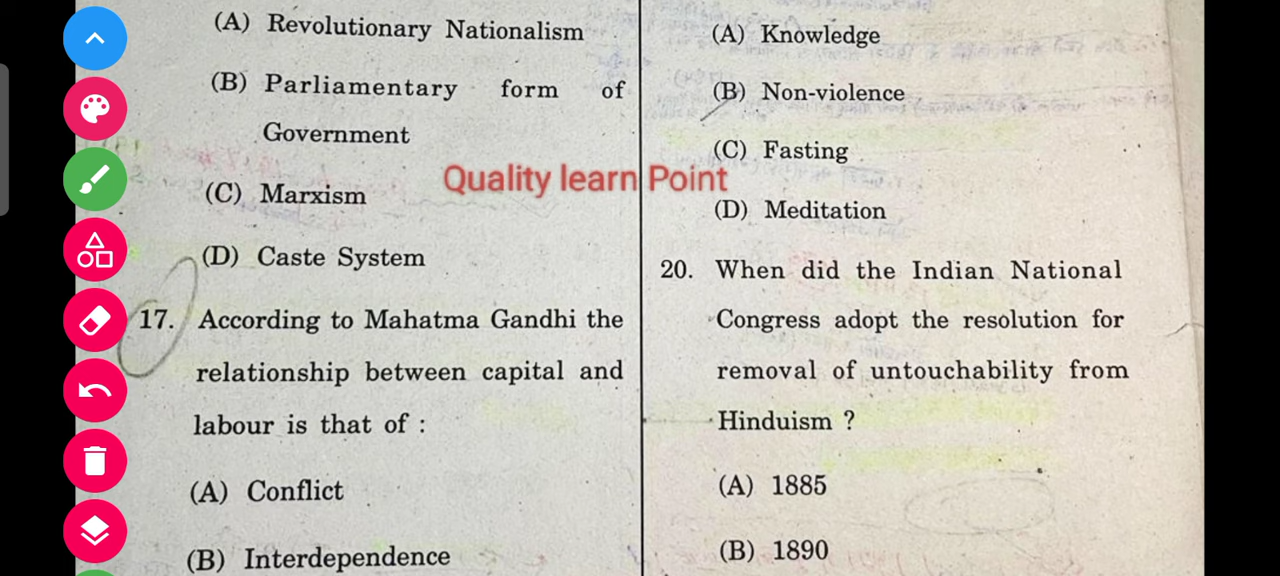 (A) Revolutionary Nationalism
(B) Parliamentary form of
Government
(C) Marxism
(D) Caste System
17. According to Mahatma Gandhi the
relationship between capital and
labour is that of :
(A) Conflict
(B) Interdependence
(A) Knowledge
(B) Non-violence
(C) Fasting
(D) Meditation
20. When did the Indian National
Congress adopt the resolution for
removal of untouchability from
Hinduism ?
(A) 1885
(B) 1890
Quality learn Point